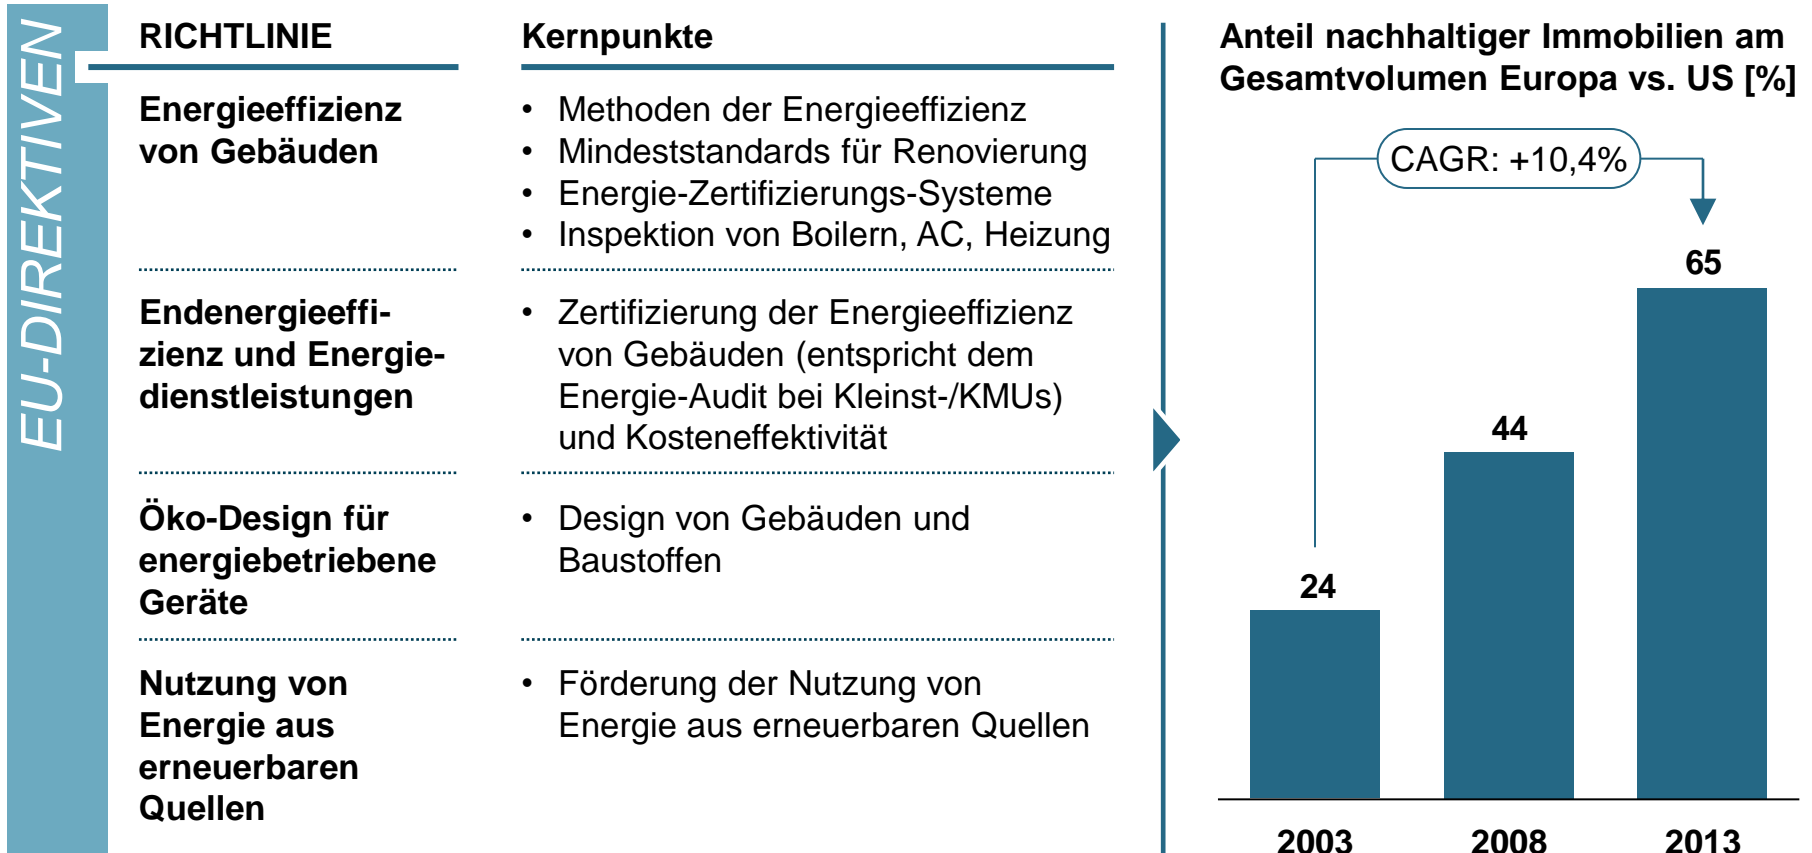 EU-DIREKTIVEN
RICHTLINIE
Kernpunkte
Energieeffizienz
von Gebäuden
• Methoden der Energieeffizienz
• Mindeststandards für Renovierung
• Energie-Zertifizierungs-Systeme
• Inspektion von Boilern, AC, Heizung
Endenergieeffi-
zienz und Energie-
dienstleistungen
• Zertifizierung der Energieeffizienz
von Gebäuden (entspricht dem
Energie-Audit bei Kleinst-/KMUs)
und Kosteneffektivität
Öko-Design für
energiebetriebene
Geräte
• Design von Gebäuden und
Baustoffen
Nutzung von
Energie aus
erneuerbaren
Quellen
• Förderung der Nutzung von
Energie aus erneuerbaren Quellen
Anteil nachhaltiger Immobilien am
Gesamtvolumen Europa vs. US [%]
CAGR: +10,4%
65
44
24
2003
2008
2013